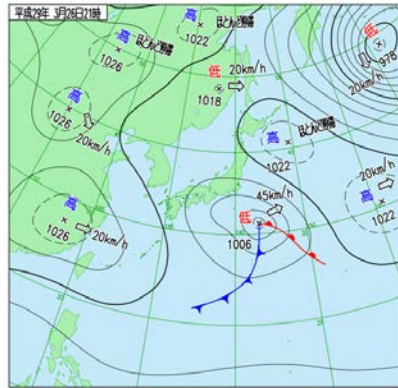 平成29年 3月26日21時
高
1022
ほとんど停滞
高
1026
ほとんど停滞
低
1018
20km/h
低
978
20km/h
高
1026
20km/h
高
1022
ほとんど停滞
高
1022
20km/h
高
1026
20km/h
低
1006
45km/h